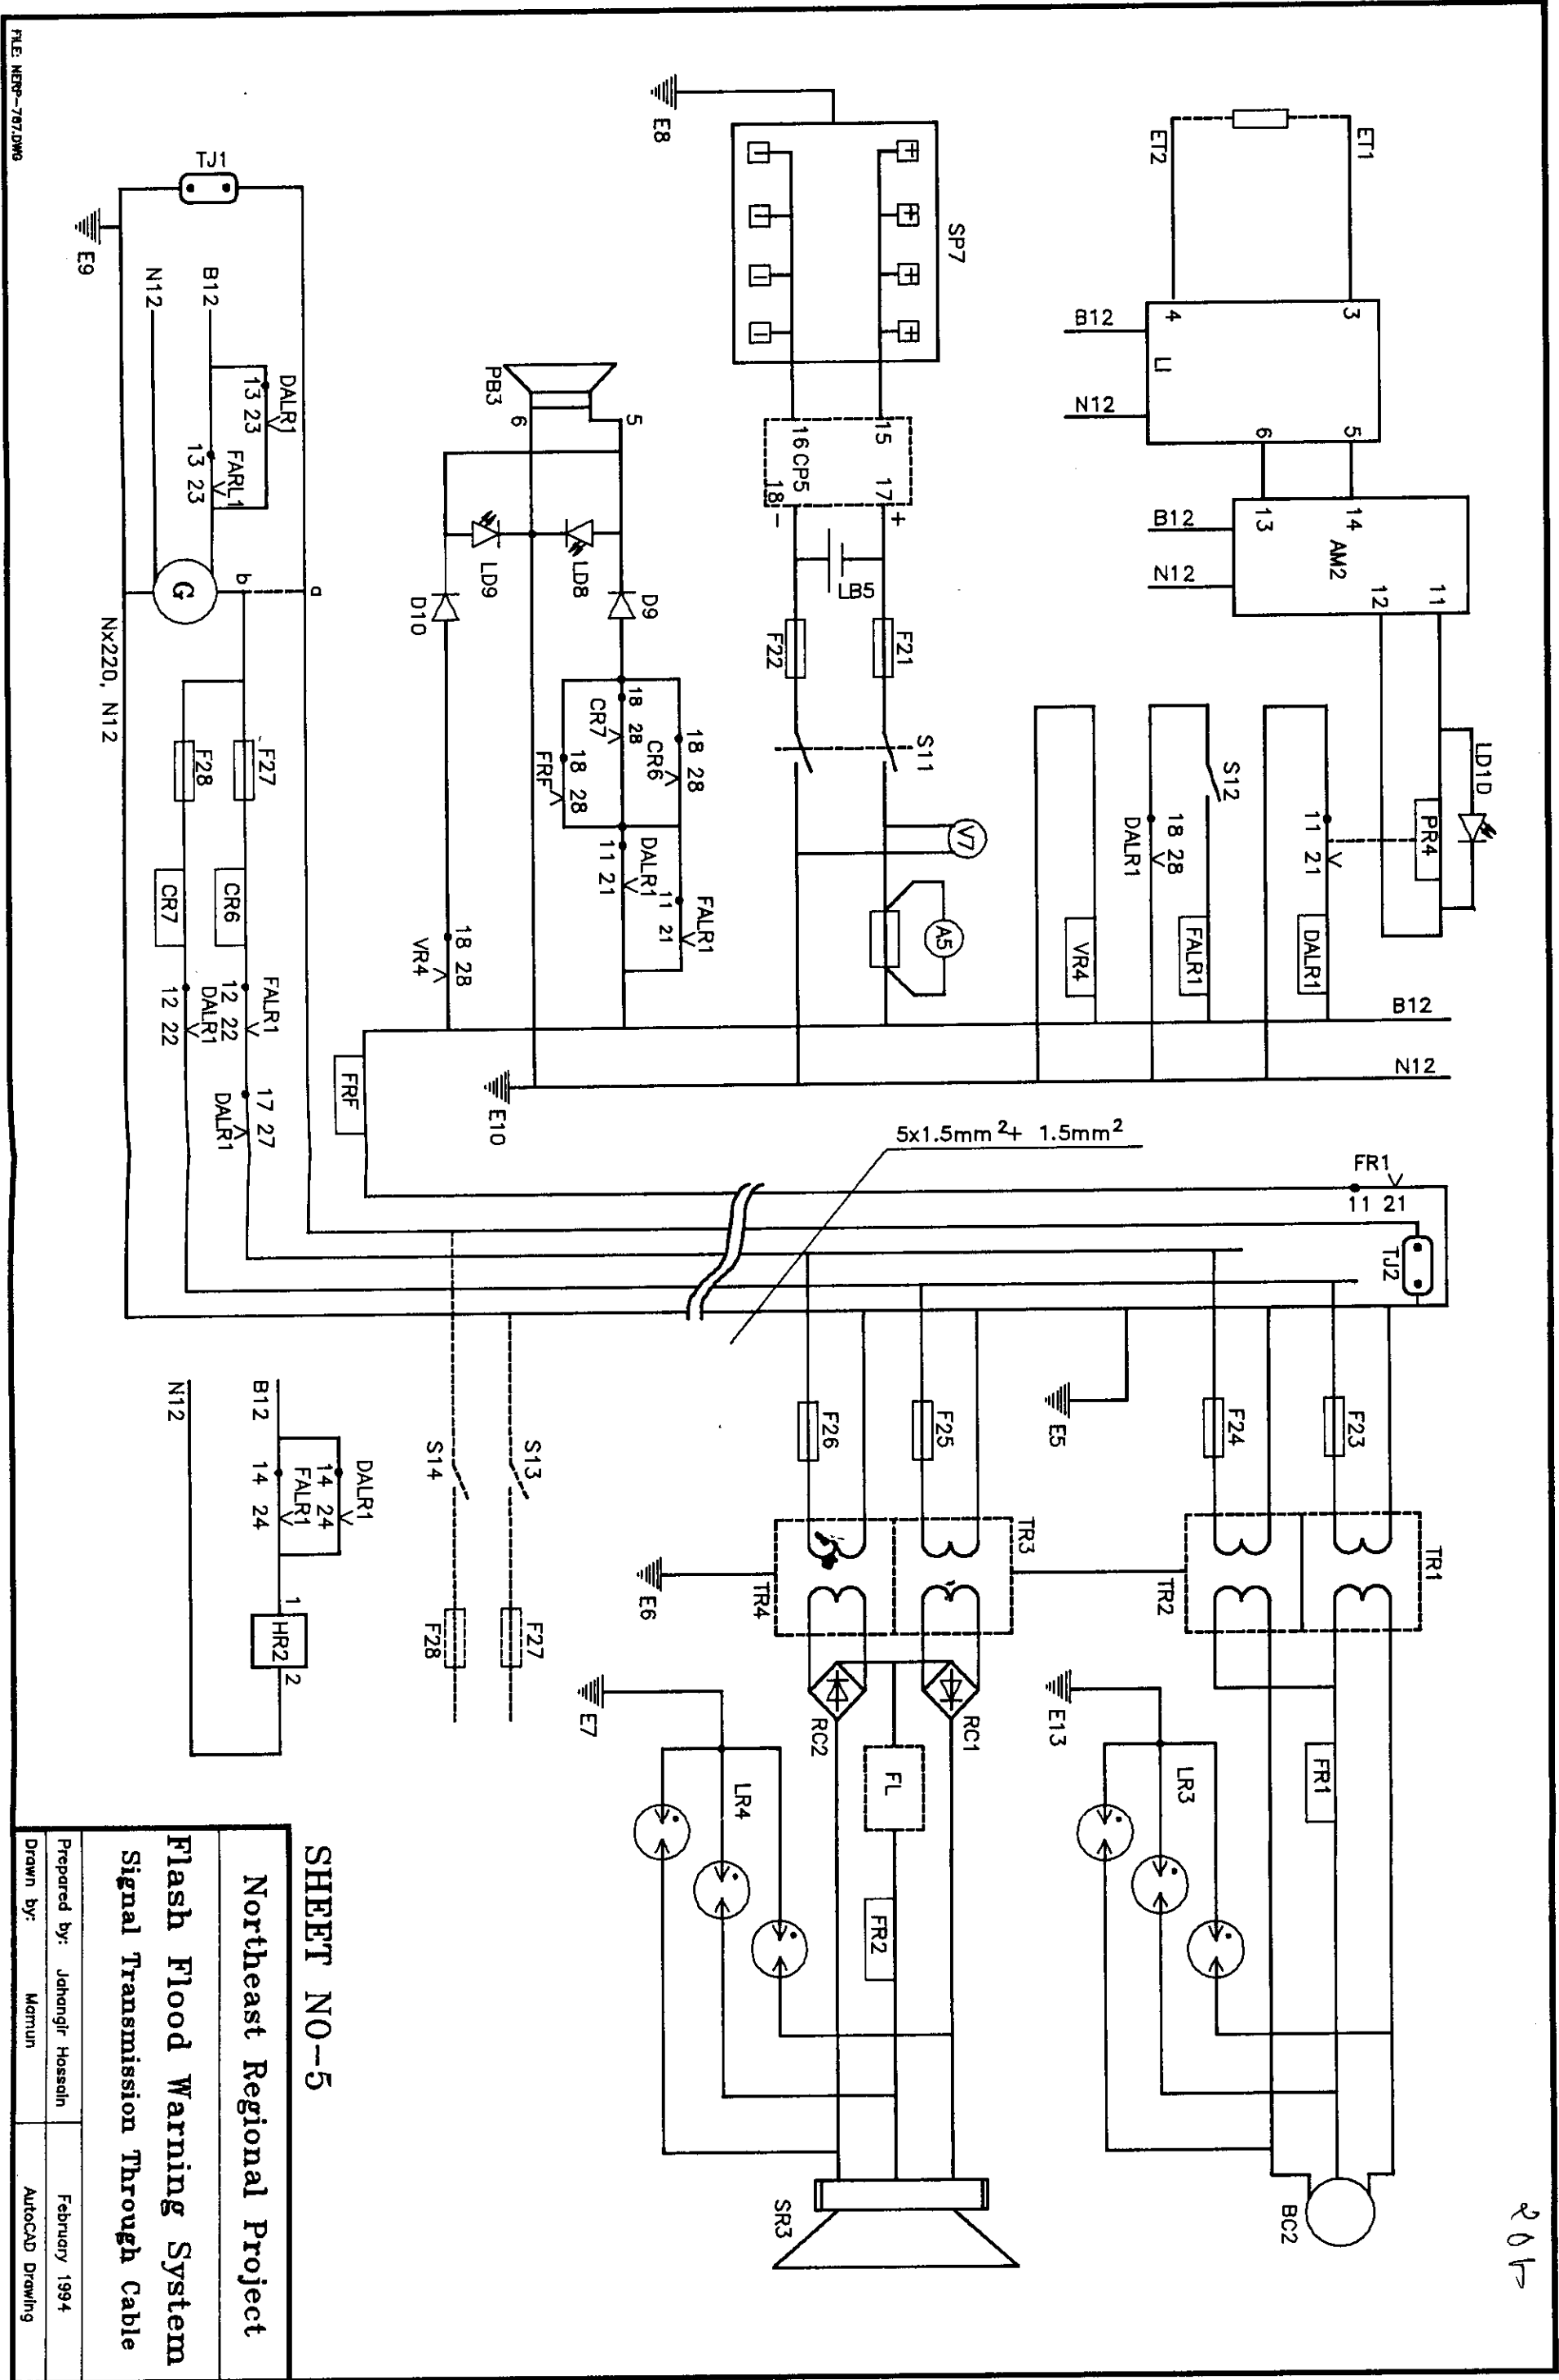 ET1
ET2
3
4
LI
B12
N12
5
6
14
13
AM2
B12
N12
11
12
LD1D
PR4
11 21
DALR1
S12
18 28
DALR1
FALR1
VR4
B12
N12
E8
SP7
+ + + +
- - - -
15
16
CP5
17
18
+
-
LB5
F21
F22
S11
V7
A5
PB3
5
6
LD8
LD9
D9
D10
18 28
CR6
18 28
CR7
18 28
FRF
11 21
DALR1
11 21
FALR1
18 28
VR4
E10
FRF
TJ1
E9
B12
N12
DALR1
13 23
FARL1
13 23
G
a
b
Nx220, N12
F27
F28
CR6
CR7
FALR1
12 22
DALR1
12 22
17 27
DALR1
5x1.5mm²+ 1.5mm²
FR1
11 21
TJ2
F23
F24
E5
F25
F26
TR1
TR2
TR3
TR4
E6
RC1
RC2
E7
E13
LR3
LR4
FR1
FL
FR2
BC2
SR3
S13
S14
F27
F28
B12
N12
DALR1
14 24
FALR1
14 24
1
HR2
2
SHEET NO-5
Northeast Regional Project
Flash Flood Warning System
Signal Transmission Through Cable
Prepared by: Jahangir Hossain
February 1994
Drawn by: Mamun
AutoCAD Drawing
FILE: NERP-787.DWG